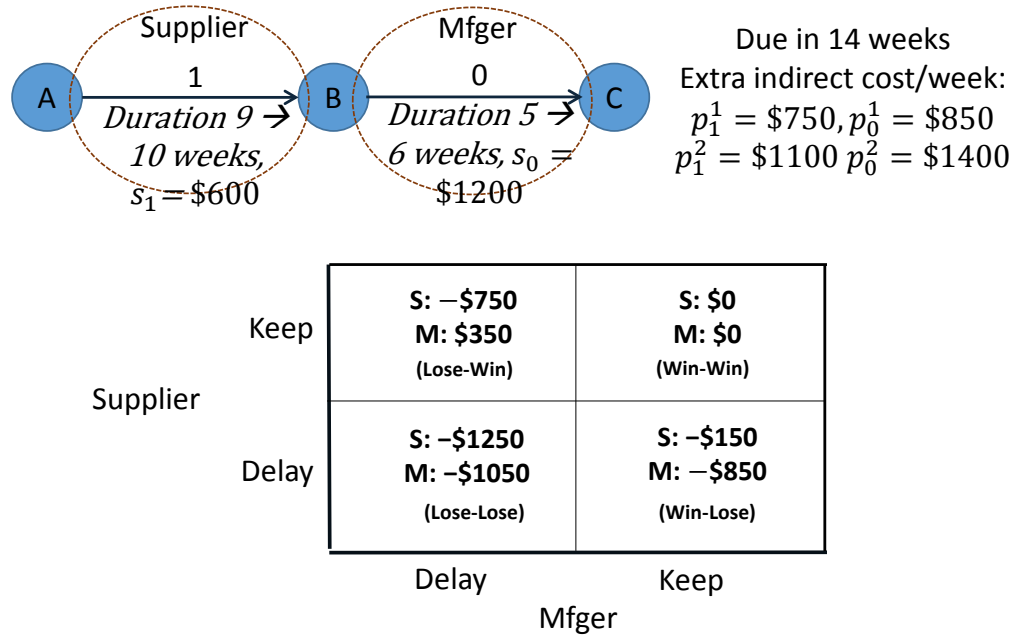 Supplier
1
Duration 9 →
10 weeks,
s₁ = $600
Mfger
0
Duration 5 →
6 weeks, s₀ =
$1200
A
B
C
Due in 14 weeks
Extra indirect cost/week:
p₁¹ = $750, p₀¹ = $850
p₁² = $1100 p₀² = $1400
Supplier
Keep
S: −$750
M: $350
(Lose-Win)
S: $0
M: $0
(Win-Win)
Delay
S: −$1250
M: −$1050
(Lose-Lose)
S: −$150
M: −$850
(Win-Lose)
Delay
Keep
Mfger